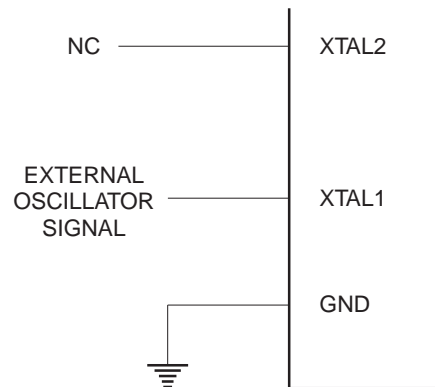 NC XTAL2
EXTERNAL
OSCILLATOR
SIGNAL
XTAL1
GND